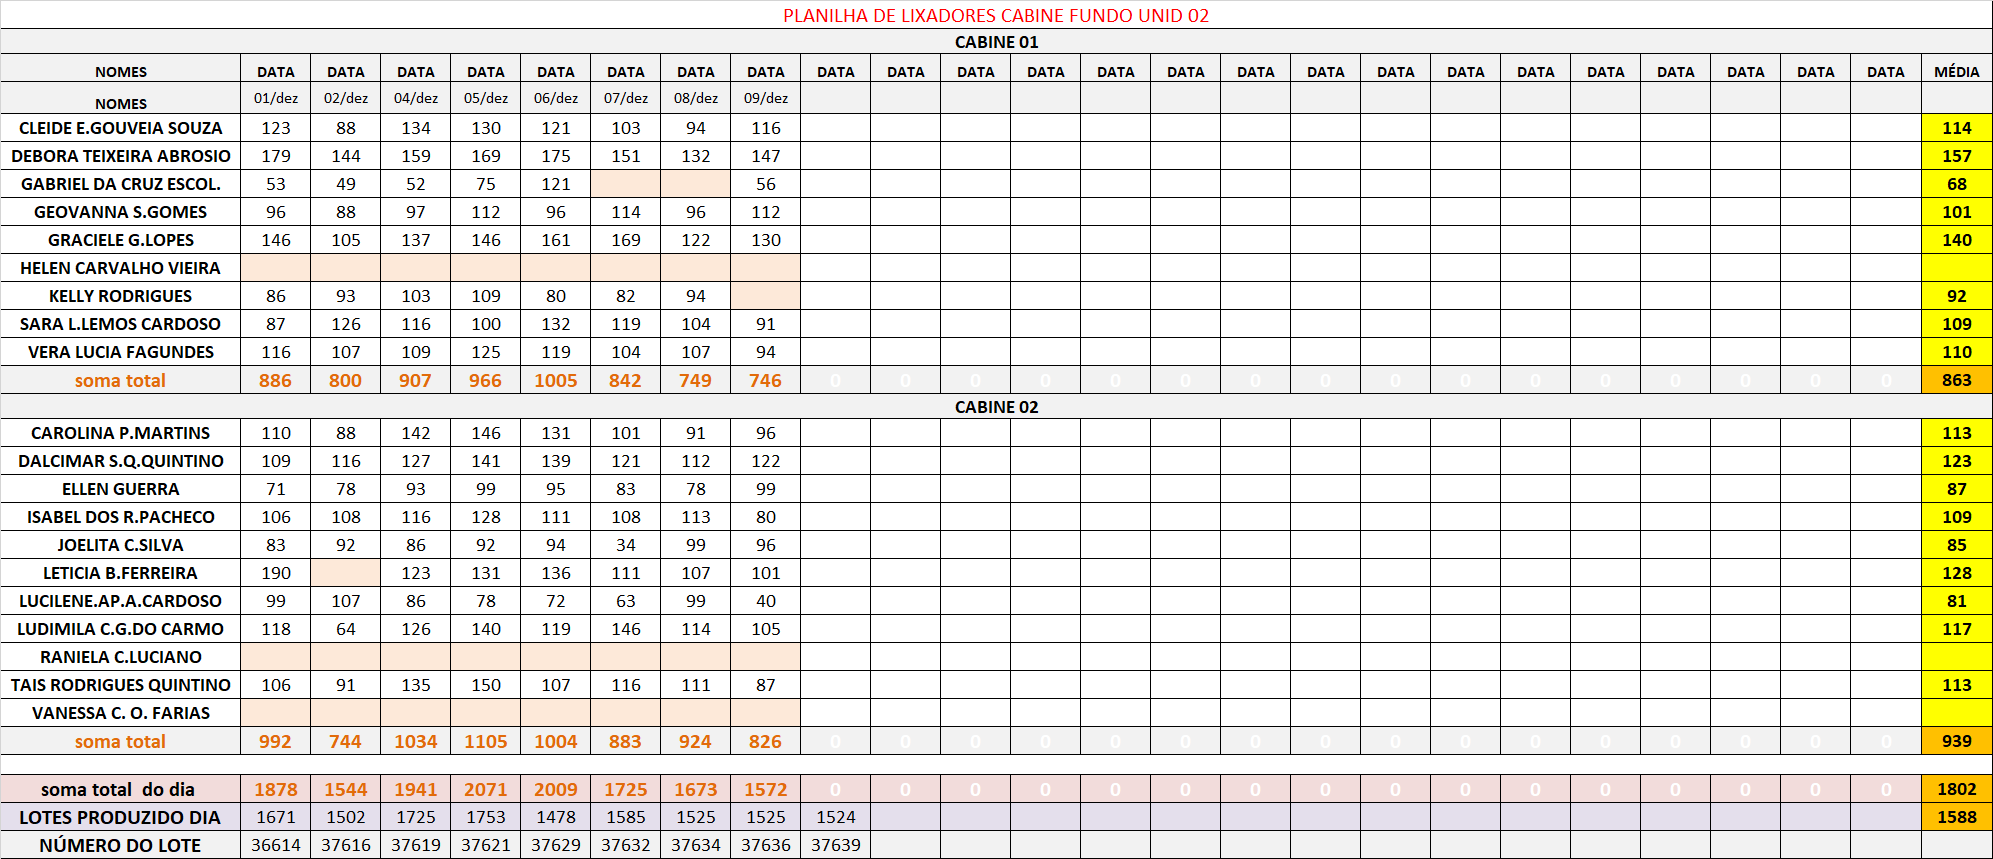 PLANILHA DE LIXADORES CABINE FUNDO UNID 02
CABINE 01
NOMES DATA DATA DATA DATA DATA DATA DATA DATA DATA DATA DATA DATA DATA DATA DATA DATA DATA DATA DATA DATA DATA DATA DATA DATA MÉDIA
NOMES 01/dez 02/dez 04/dez 05/dez 06/dez 07/dez 08/dez 09/dez
CLEIDE E.GOUVEIA SOUZA 123 88 134 130 121 103 94 116 114
DEBORA TEIXEIRA ABROSIO 179 144 159 169 175 151 132 147 157
GABRIEL DA CRUZ ESCOL. 53 49 52 75 121 56 68
GEOVANNA S.GOMES 96 88 97 112 96 114 96 112 101
GRACIELE G.LOPES 146 105 137 146 161 169 122 130 140
HELEN CARVALHO VIEIRA
KELLY RODRIGUES 86 93 103 109 80 82 94 92
SARA L.LEMOS CARDOSO 87 126 116 100 132 119 104 91 109
VERA LUCIA FAGUNDES 116 107 109 125 119 104 107 94 110
soma total 886 800 907 966 1005 842 749 746 0 0 0 0 0 0 0 0 0 0 0 0 0 0 0 0 863
CABINE 02
CAROLINA P.MARTINS 110 88 142 146 131 101 91 96 113
DALCIMAR S.Q.QUINTINO 109 116 127 141 139 121 112 122 123
ELLEN GUERRA 71 78 93 99 95 83 78 99 87
ISABEL DOS R.PACHECO 106 108 116 128 111 108 113 80 109
JOELITA C.SILVA 83 92 86 92 94 34 99 96 85
LETICIA B.FERREIRA 190 123 131 136 111 107 101 128
LUCILENE.AP.A.CARDOSO 99 107 86 78 72 63 99 40 81
LUDIMILA C.G.DO CARMO 118 64 126 140 119 146 114 105 117
RANIELA C.LUCIANO
TAIS RODRIGUES QUINTINO 106 91 135 150 107 116 111 87 113
VANESSA C. O. FARIAS
soma total 992 744 1034 1105 1004 883 924 826 0 0 0 0 0 0 0 0 0 0 0 0 0 0 0 0 939
soma total do dia 1878 1544 1941 2071 2009 1725 1673 1572 0 0 0 0 0 0 0 0 0 0 0 0 0 0 0 0 1802
LOTES PRODUZIDO DIA 1671 1502 1725 1753 1478 1585 1525 1525 1524 1588
NÚMERO DO LOTE 36614 37616 37619 37621 37629 37632 37634 37636 37639